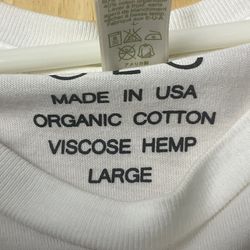 MADE IN USA
ORGANIC COTTON
VISCOSE HEMP
LARGE